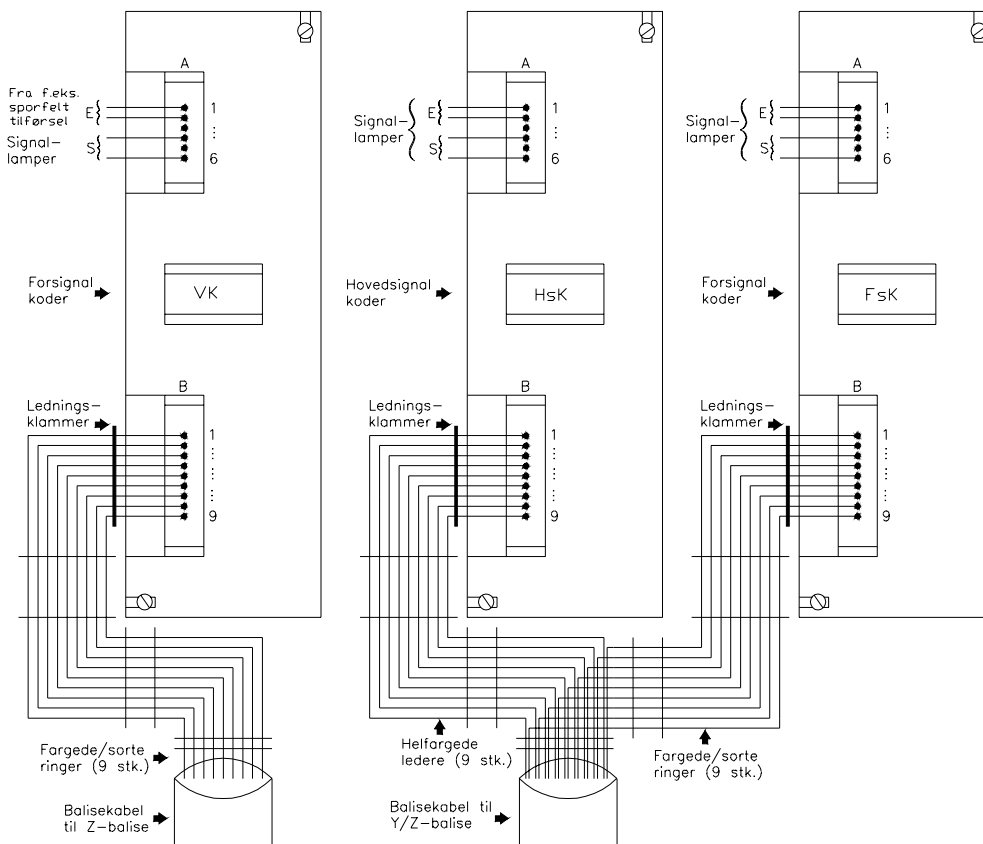 A
A
A
Fra f.eks.
sporfelt
tilførsel
E
1
:
6
Signal-
lamper
S
Signal-
lamper
E
S
1
:
6
Signal-
lamper
E
S
1
:
6
Forsignal
koder
VK
Hovedsignal
koder
HsK
Forsignal
koder
FsK
B
B
B
Lednings-
klammer
1
9
Lednings-
klammer
1
9
Lednings-
klammer
1
9
Fargede/sorte
ringer (9 stk.)
Helfargede
ledere (9 stk.)
Fargede/sorte
ringer (9 stk.)
Balisekabel
til Z-balise
Balisekabel til
Y/Z-balise